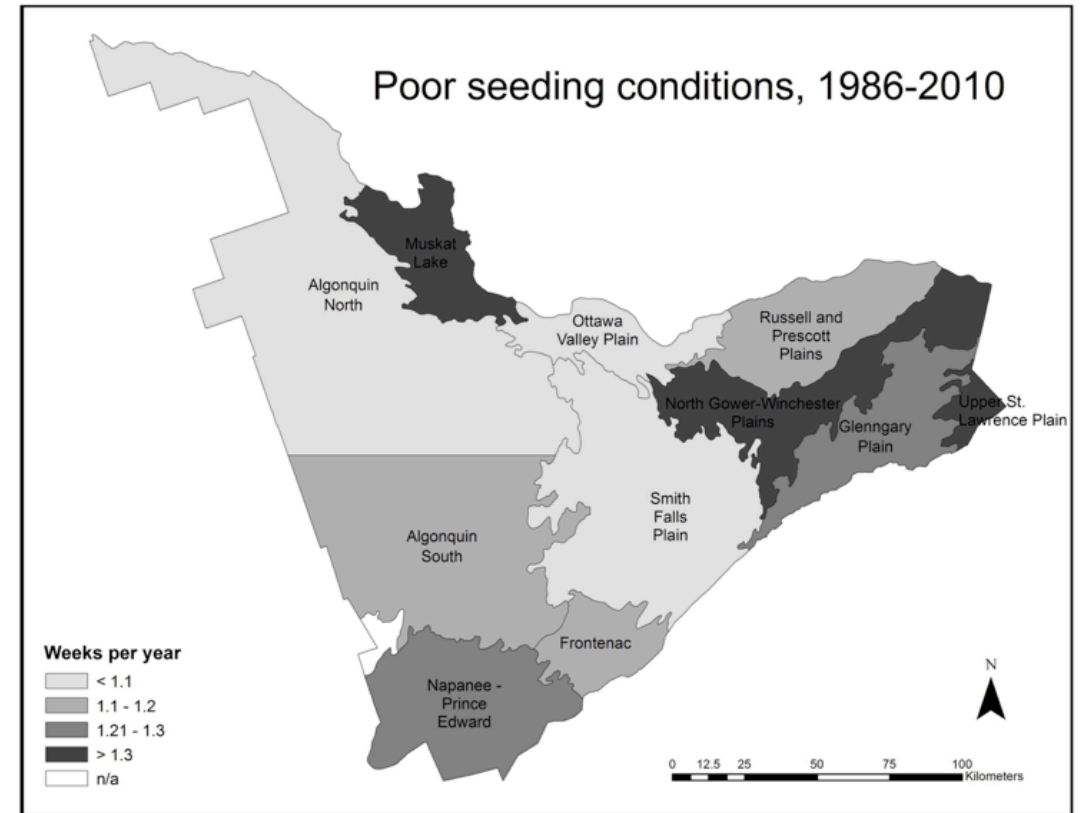 Poor seeding conditions, 1986-2010
Muskat
Lake
Algonquin
North
Ottawa
Valley Plain
Russell and
Prescott
Plains
North Gower-Winchester
Plains
Upper St.
Lawrence Plain
Glenngary
Plain
Smith
Falls
Plain
Algonquin
South
Frontenac
Napanee -
Prince
Edward
Weeks per year
< 1.1
1.1 - 1.2
1.21 - 1.3
> 1.3
n/a
N
0 12.5 25 50 75 100
Kilometers